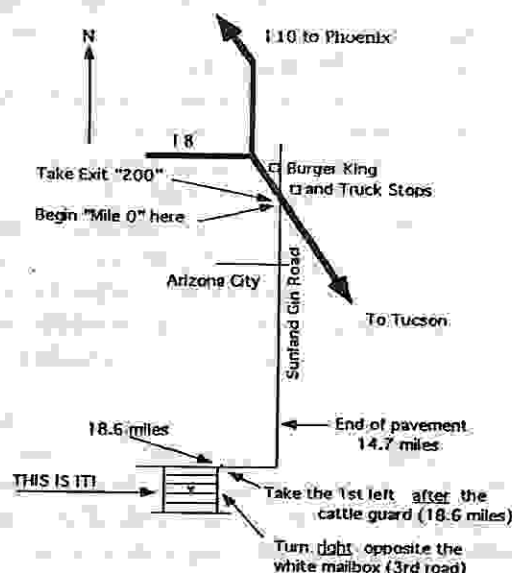 N
I 10 to Phoenix
I 8
Take Exit "200"
Burger King
and Truck Stops
Begin "Mile 0" here
Arizona City
Sunland Gin Road
To Tucson
18.6 miles
End of pavement
14.7 miles
THIS IS IT!
Take the 1st left after the
cattle guard (18.6 miles)
Turn right opposite the
white mailbox (3rd road)